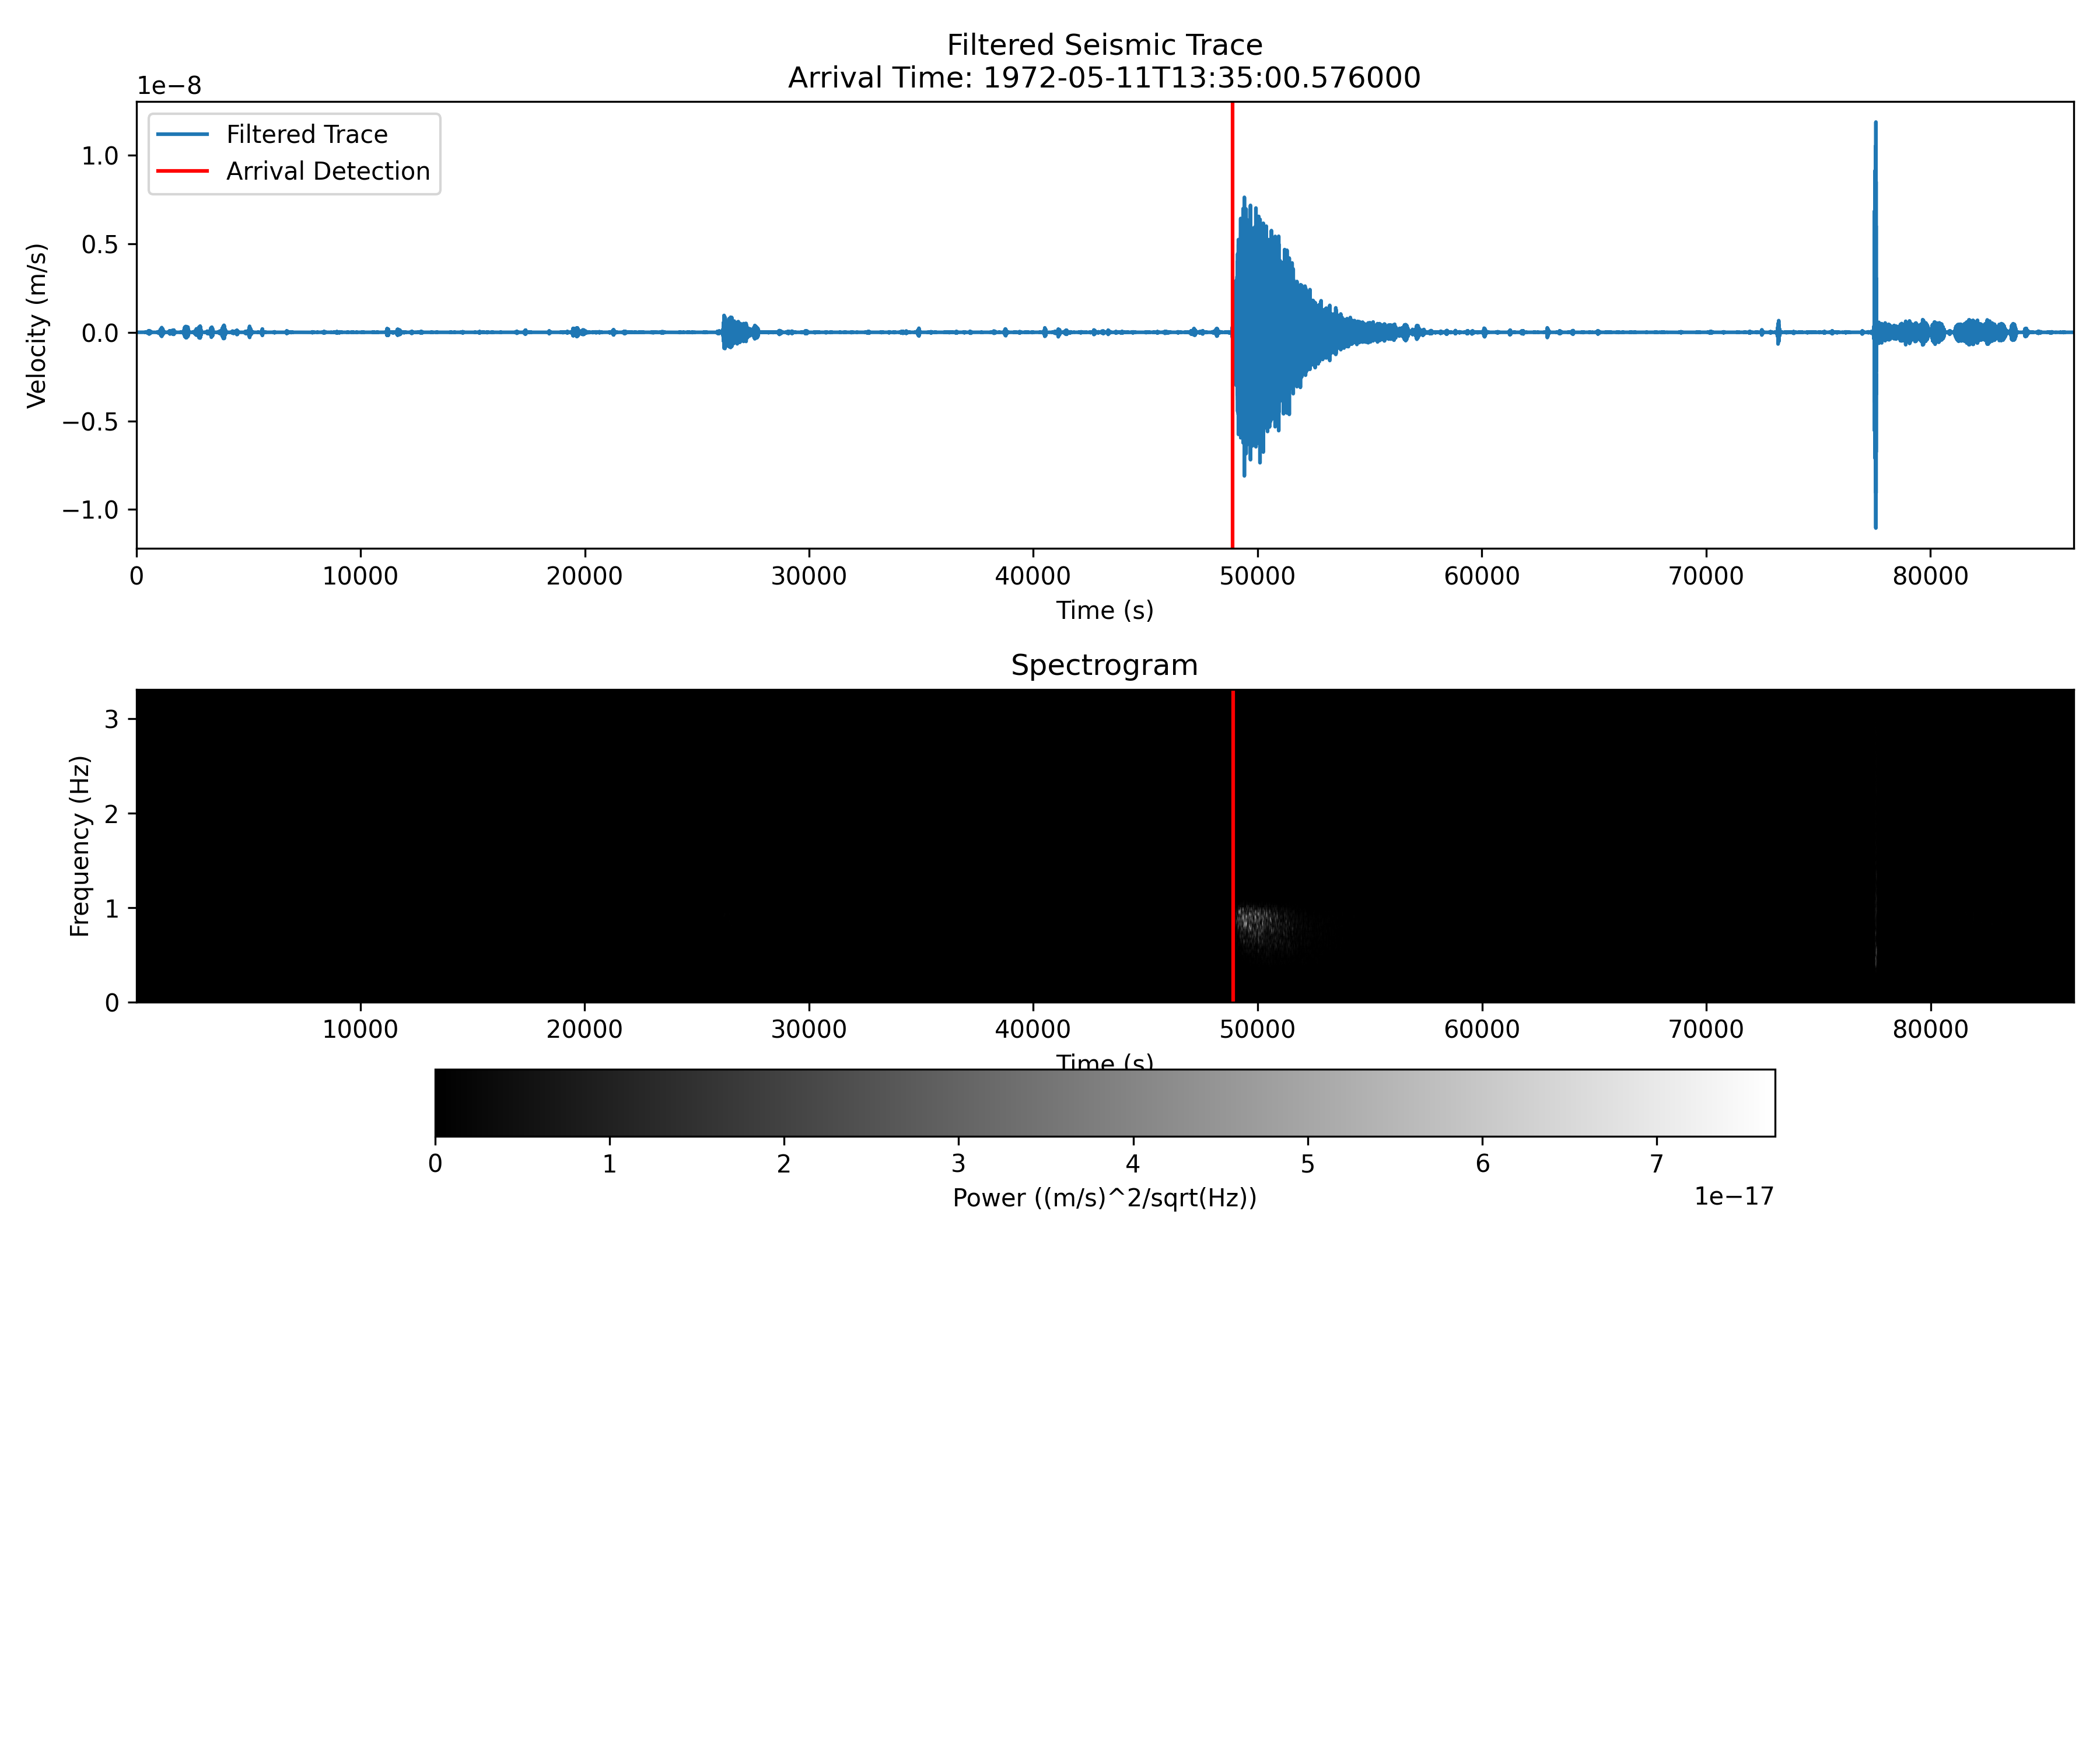 Filtered Seismic Trace
Arrival Time: 1972-05-11T13:35:00.576000
1e−8
Filtered Trace
Arrival Detection
Velocity (m/s)
1.0
0.5
0.0
−0.5
−1.0
0 10000 20000 30000 40000 50000 60000 70000 80000
Time (s)
Spectrogram
Frequency (Hz)
3
2
1
0
10000 20000 30000 40000 50000 60000 70000 80000
Time (s)
0 1 2 3 4 5 6 7
Power ((m/s)^2/sqrt(Hz))
1e−17